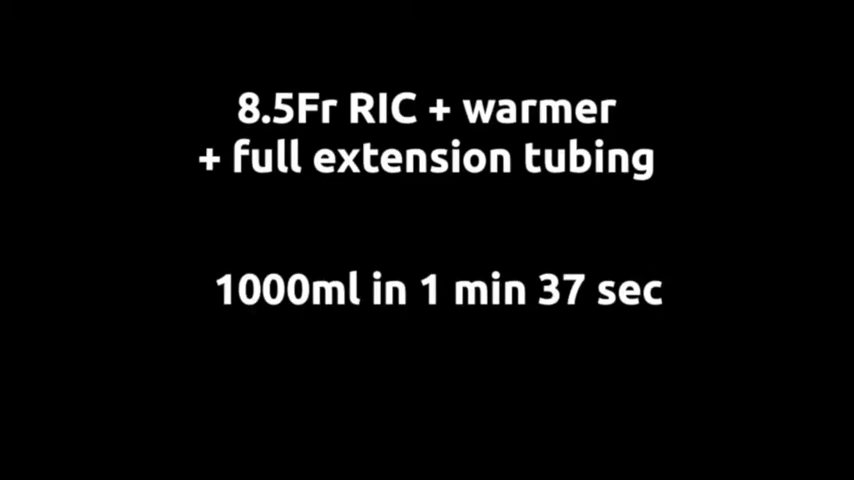 8.5Fr RIC + warmer
+ full extension tubing
1000ml in 1 min 37 sec